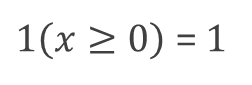 1(x ≥ 0) = 1